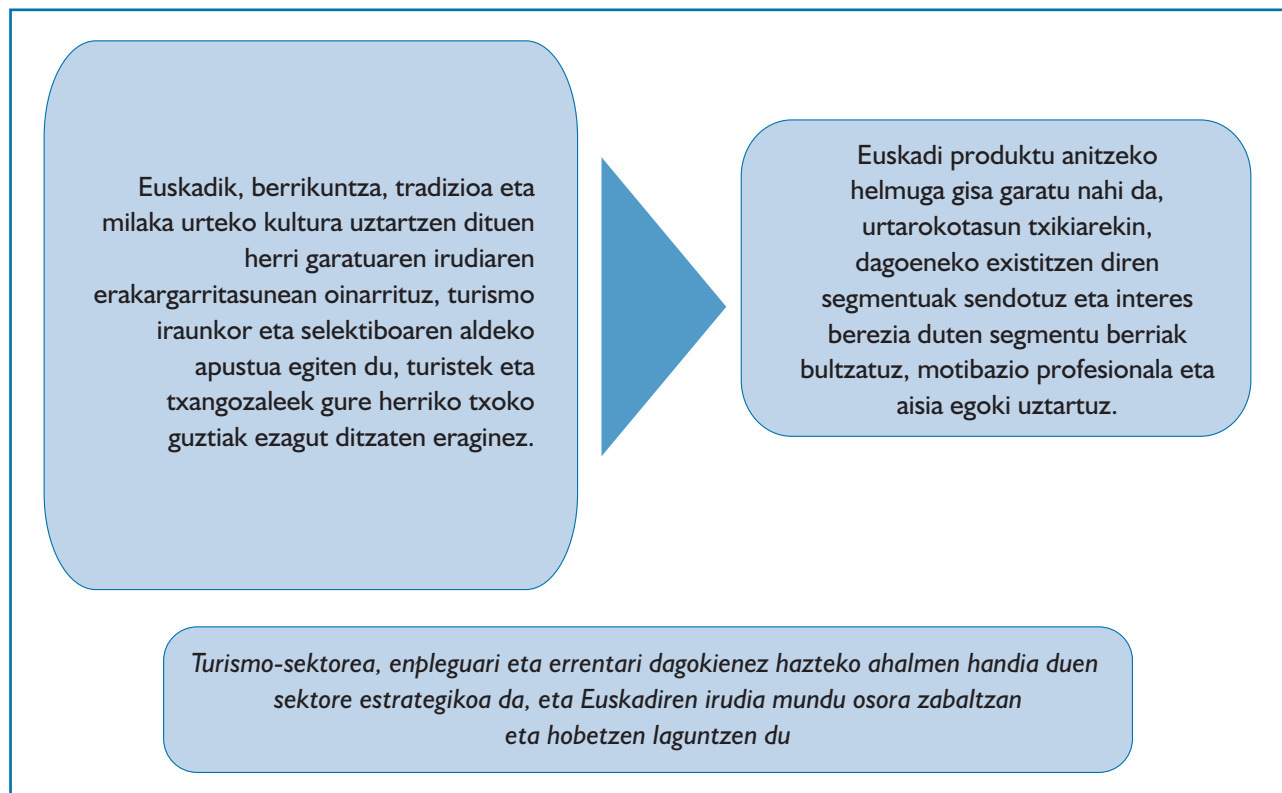 Euskadik, berrikuntza, tradizioa eta
milaka urteko kultura uztartzen dituen
herri garatuaren irudiaren
erakargarritasunean oinarrituz, turismo
iraunkor eta selektiboaren aldeko
apustua egiten du, turistek eta
txangozaleek gure herriko txoko
guztiak ezagut ditzaten eraginez.
Euskadi produktu anitzeko
helmuga gisa garatu nahi da,
urtarokotasun txikiarekin,
dagoeneko existitzen diren
segmentuak sendotuz eta interes
berezia duten segmentu berriak
bultzatuz, motibazio profesionala eta
aisia egoki uztartuz.
Turismo-sektorea, enpleguari eta errentari dagokienez hazteko ahalmen handia duen
sektore estrategikoa da, eta Euskadiren irudia mundu osora zabaltzan
eta hobetzen laguntzen du